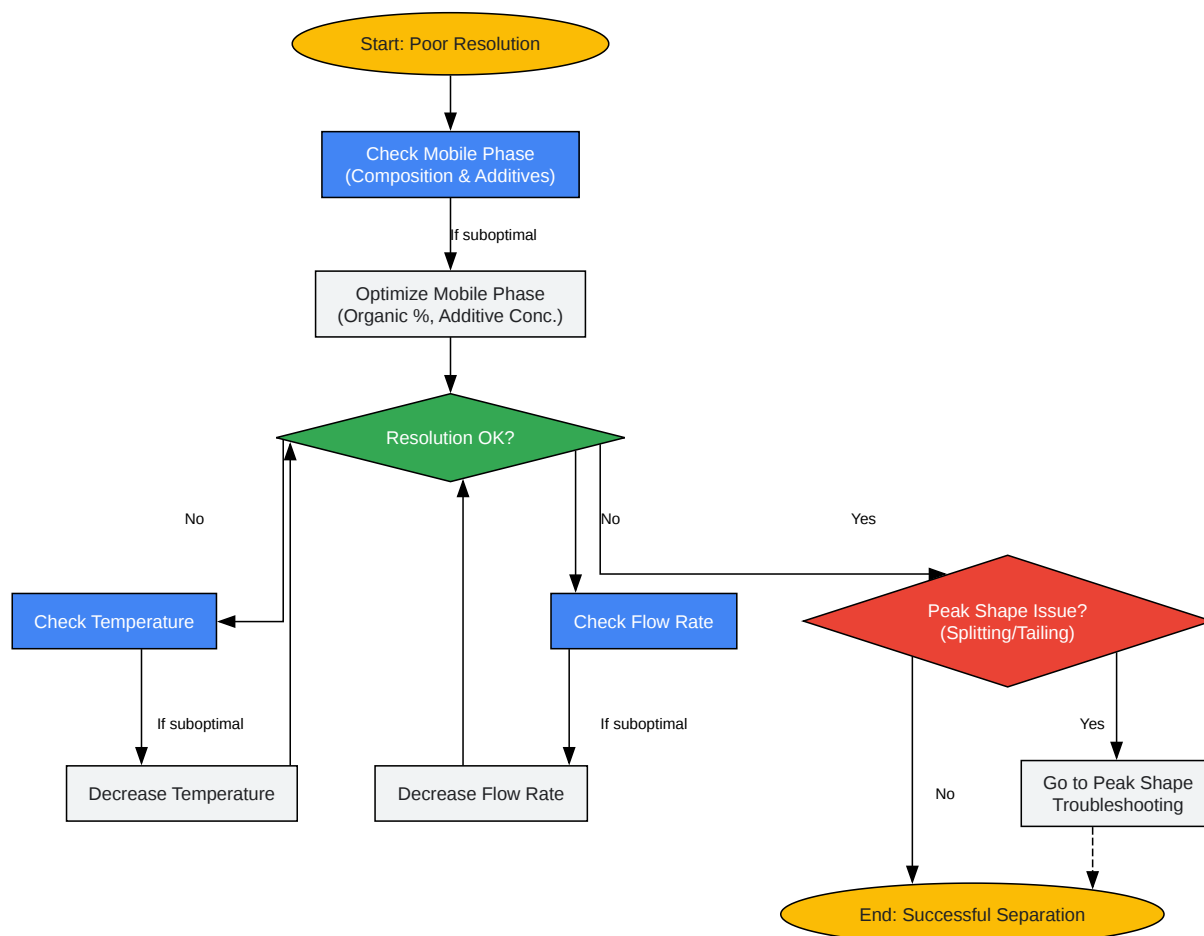 Start: Poor Resolution
Check Mobile Phase
(Composition & Additives)
If suboptimal
Optimize Mobile Phase
(Organic %, Additive Conc.)
Resolution OK?
No
No
Yes
Check Temperature
Check Flow Rate
Peak Shape Issue?
(Splitting/Tailing)
If suboptimal
If suboptimal
Yes
Decrease Temperature
Decrease Flow Rate
No
Go to Peak Shape
Troubleshooting
End: Successful Separation